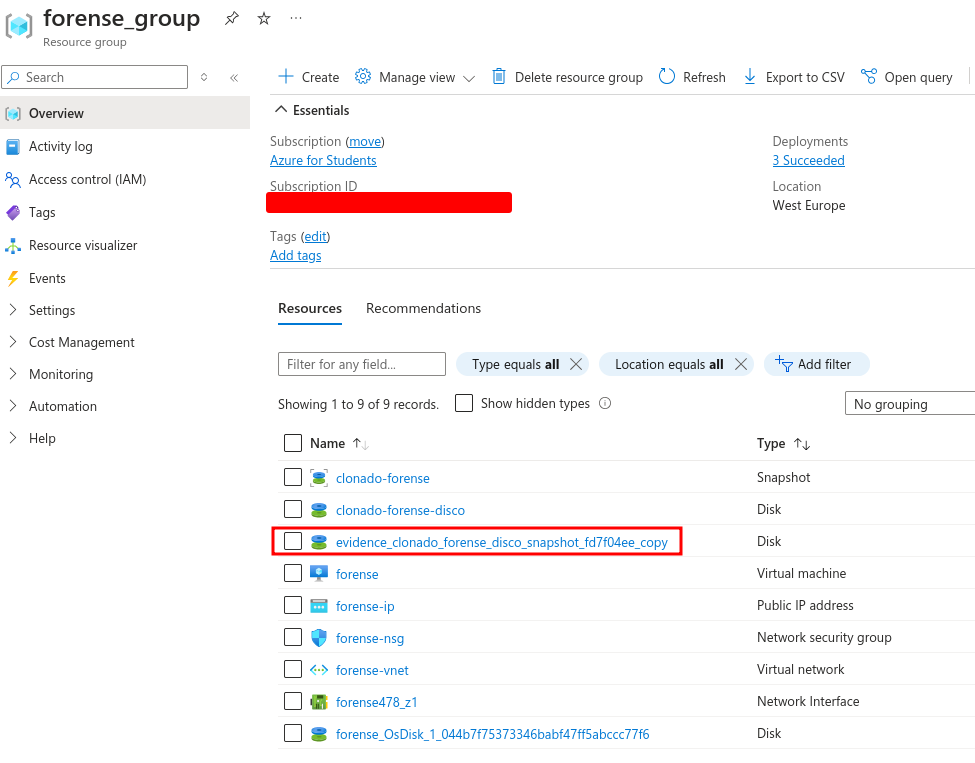 forense_group
Resource group
Search
Overview
Activity log
Access control (IAM)
Tags
Resource visualizer
Events
Settings
Cost Management
Monitoring
Automation
Help
Create Manage view Delete resource group Refresh Export to CSV Open query
Essentials
Subscription (move)
Azure for Students
Subscription ID
Tags (edit)
Add tags
Deployments
3 Succeeded
Location
West Europe
Resources Recommendations
Filter for any field... Type equals all Location equals all Add filter
Showing 1 to 9 of 9 records. Show hidden types No grouping
Name Type
clonado-forense Snapshot
clonado-forense-disco Disk
evidence_clonado_forense_disco_snapshot_fd7f04ee_copy Disk
forense Virtual machine
forense-ip Public IP address
forense-nsg Network security group
forense-vnet Virtual network
forense478_z1 Network Interface
forense_OsDisk_1_044b7f75373346babf47ff5abccc77f6 Disk